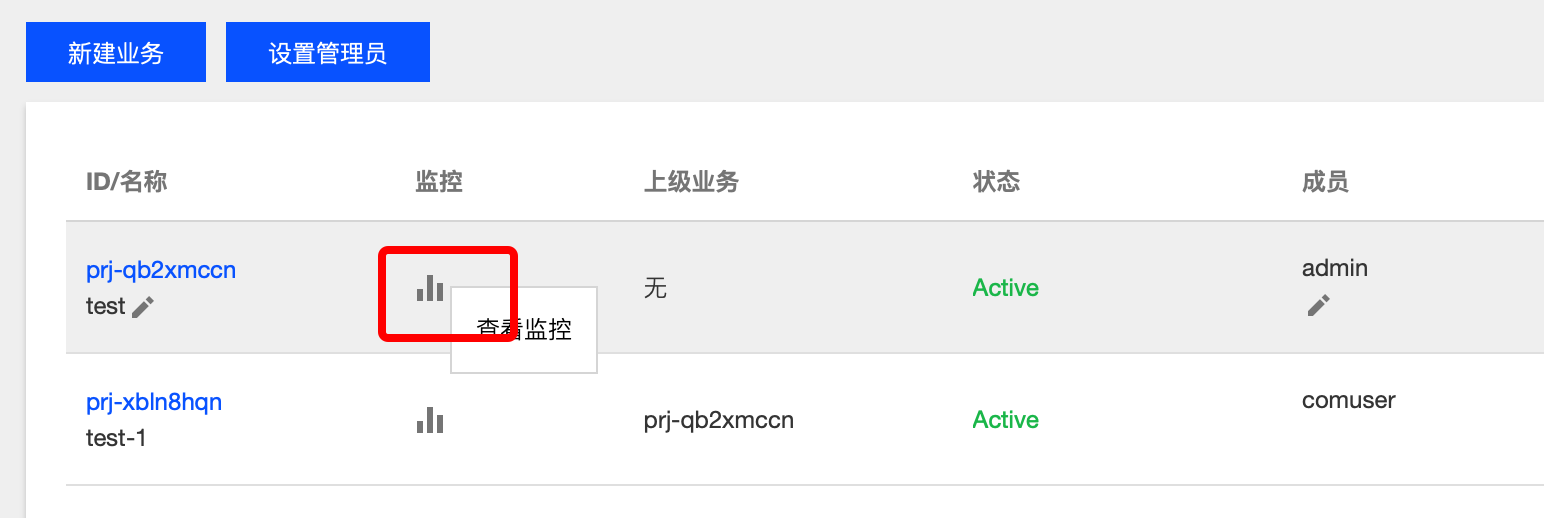 新建业务 设置管理员
ID/名称 监控 上级业务 状态 成员
prj-qb2xmccn
test
无
Active
admin
查看监控
prj-xbln8hqn
test-1
prj-qb2xmccn
Active
comuser